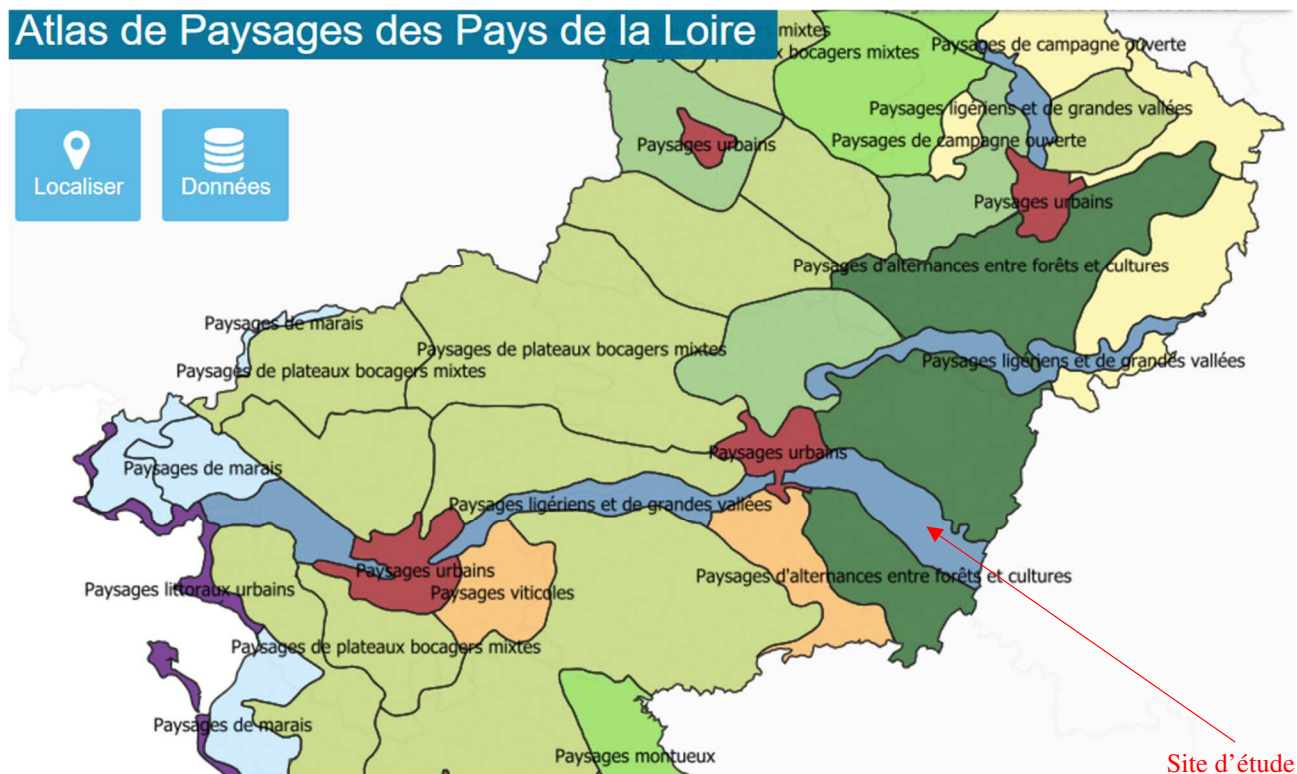 Atlas de Paysages des Pays de la Loire
mixtes
bocagers mixtes
Paysages de campagne ouverte
Localiser
Données
Paysages urbains
Paysages ligériens et de grandes vallées
Paysages de campagne ouverte
Paysages urbains
Paysages d'alternances entre forêts et cultures
Paysages de marais
Paysages de plateaux bocagers mixtes
Paysages de plateaux bocagers mixtes
Paysages ligériens et de grandes vallées
Paysages de marais
Paysages urbains
Paysages ligériens et de grandes vallées
Paysages urbains
Paysages viticoles
Paysages d'alternances entre forêts et cultures
Paysages littoraux urbains
Paysages de plateaux bocagers mixtes
Paysages de marais
Paysages montueux
Site d'étude